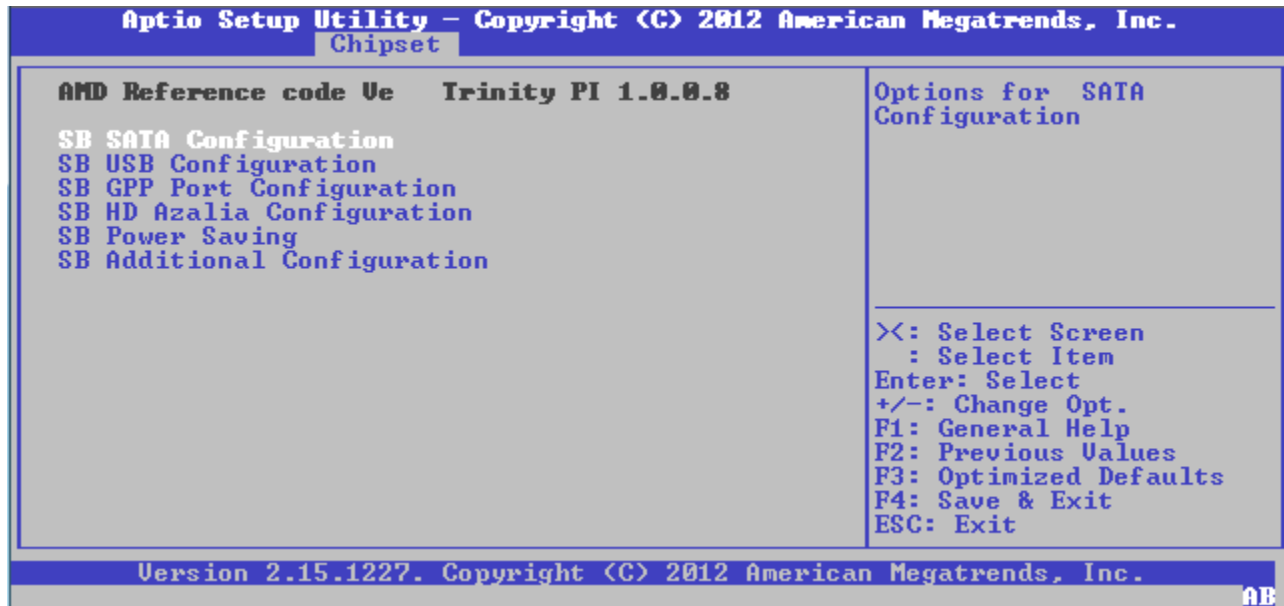 Aptio Setup Utility – Copyright (C) 2012 American Megatrends, Inc.
Chipset
AMD Reference code Ve Trinity PI 1.0.0.8
SB SATA Configuration
SB USB Configuration
SB GPP Port Configuration
SB HD Azalia Configuration
SB Power Saving
SB Additional Configuration
Options for SATA
Configuration
><: Select Screen
: Select Item
Enter: Select
+/-: Change Opt.
F1: General Help
F2: Previous Values
F3: Optimized Defaults
F4: Save & Exit
ESC: Exit
Version 2.15.1227. Copyright (C) 2012 American Megatrends, Inc.
AB